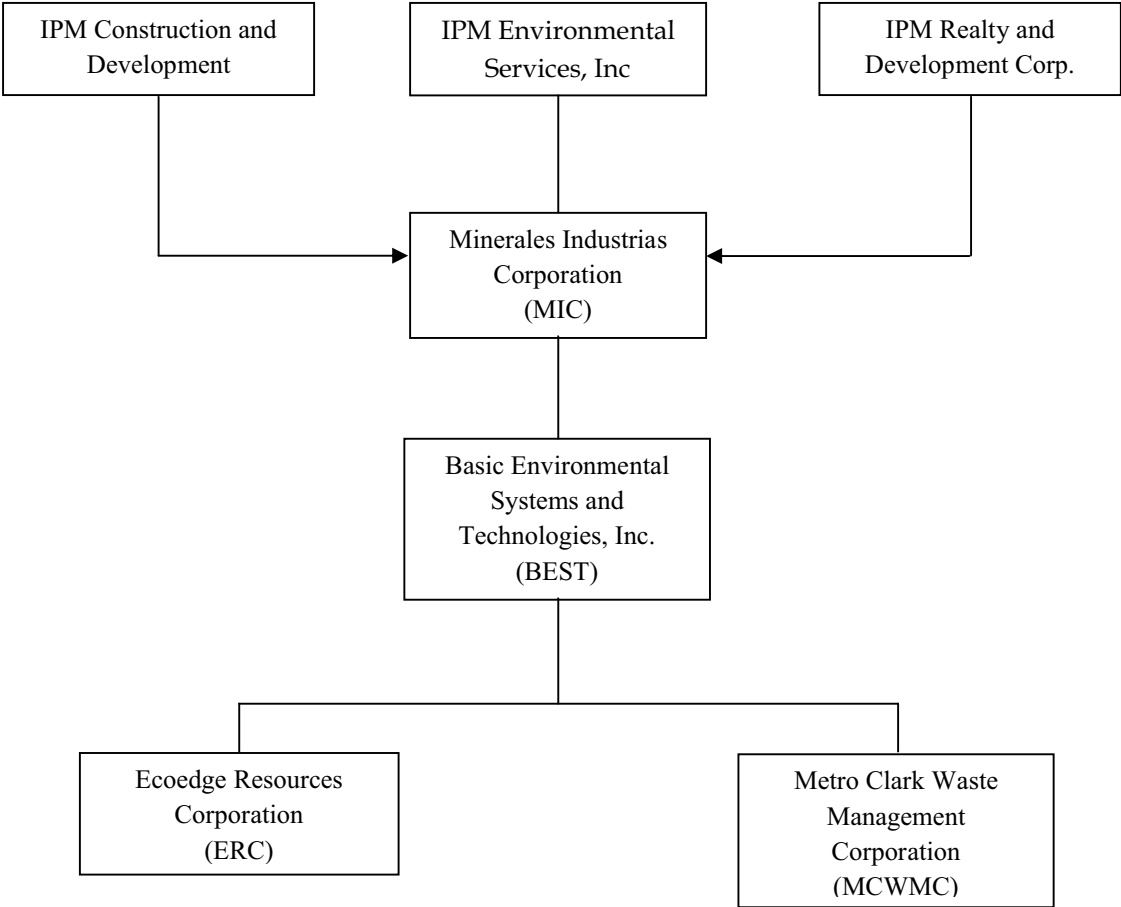 IPM Construction and
Development
IPM Environmental
Services, Inc
IPM Realty and
Development Corp.
Minerales Industrias
Corporation
(MIC)
Basic Environmental
Systems and
Technologies, Inc.
(BEST)
Ecoedge Resources
Corporation
(ERC)
Metro Clark Waste
Management
Corporation
(MCWMC)